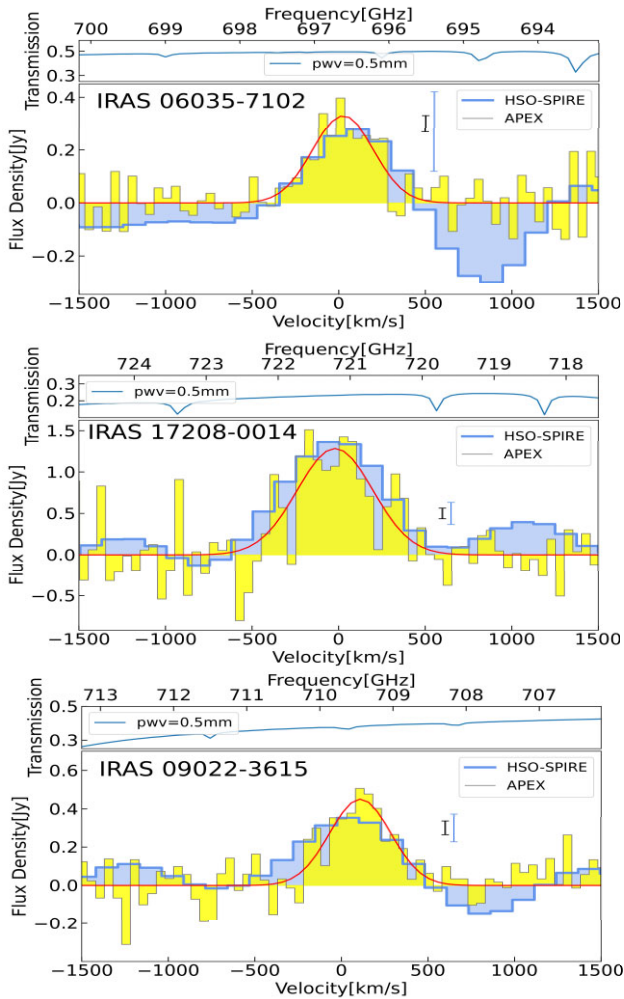 Frequency[GHz]
700 699 698 697 696 695 694
Transmission
0.5
0.3
pwv=0.5mm
IRAS 06035-7102
HSO-SPIRE
APEX
Flux Density[Jy]
0.4
0.2
0.0
−0.2
−1500 −1000 −500 0 500 1000 1500
Velocity[km/s]
Frequency[GHz]
724 723 722 721 720 719 718
Transmission
0.3
0.2
pwv=0.5mm
IRAS 17208-0014
HSO-SPIRE
APEX
Flux Density[Jy]
1.5
1.0
0.5
0.0
−0.5
−1500 −1000 −500 0 500 1000 1500
Velocity[km/s]
Frequency[GHz]
713 712 711 710 709 708 707
Transmission
0.5
0.3
pwv=0.5mm
IRAS 09022-3615
HSO-SPIRE
APEX
Flux Density[Jy]
0.6
0.4
0.2
0.0
−0.2
−1500 −1000 −500 0 500 1000 1500
Velocity[km/s]